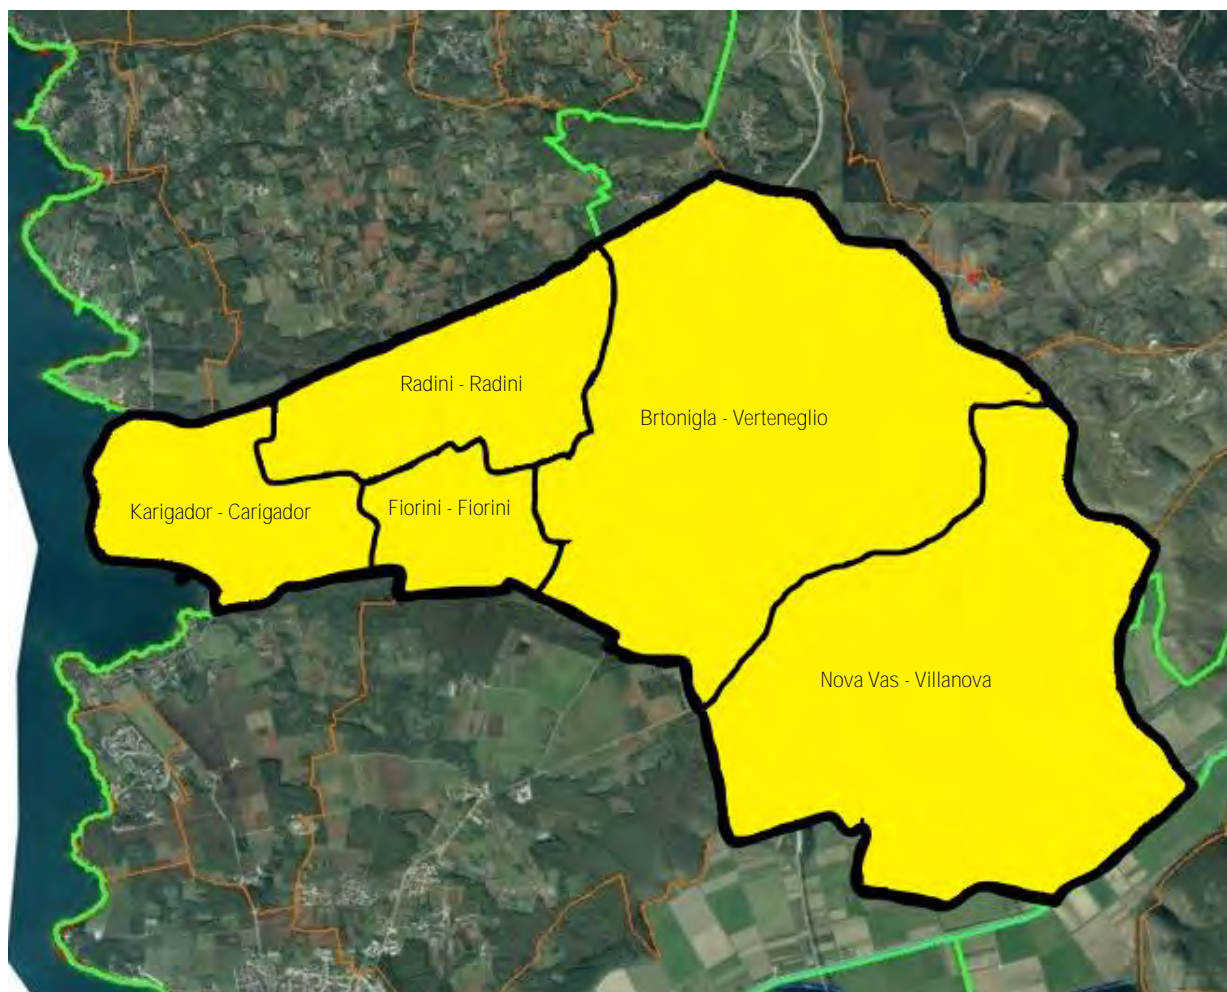 Radini - Radini
Brtonigla - Verteneglio
Karigador - Carigador
Fiorini - Fiorini
Nova Vas - Villanova